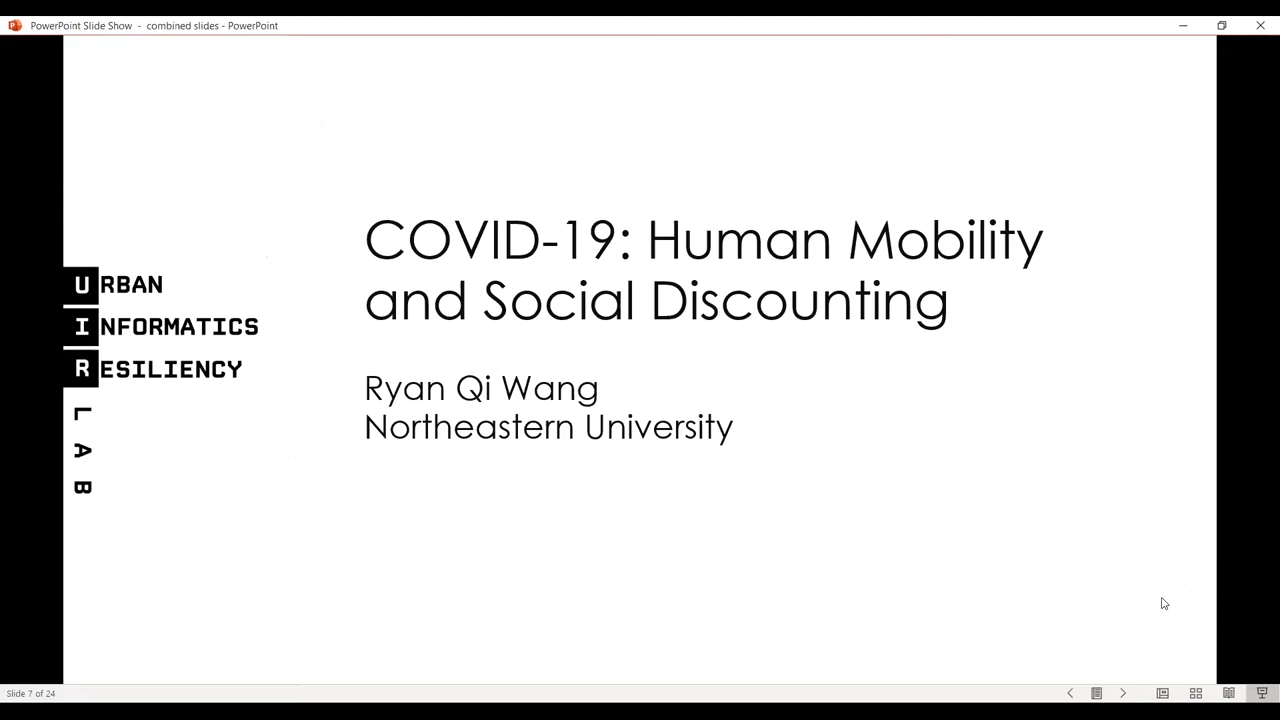 PowerPoint Slide Show - combined slides - PowerPoint
COVID-19: Human Mobility
and Social Discounting
Ryan Qi Wang
Northeastern University
URBAN
INFORMATICS
RESILIENCY
LAB
Slide 7 of 24